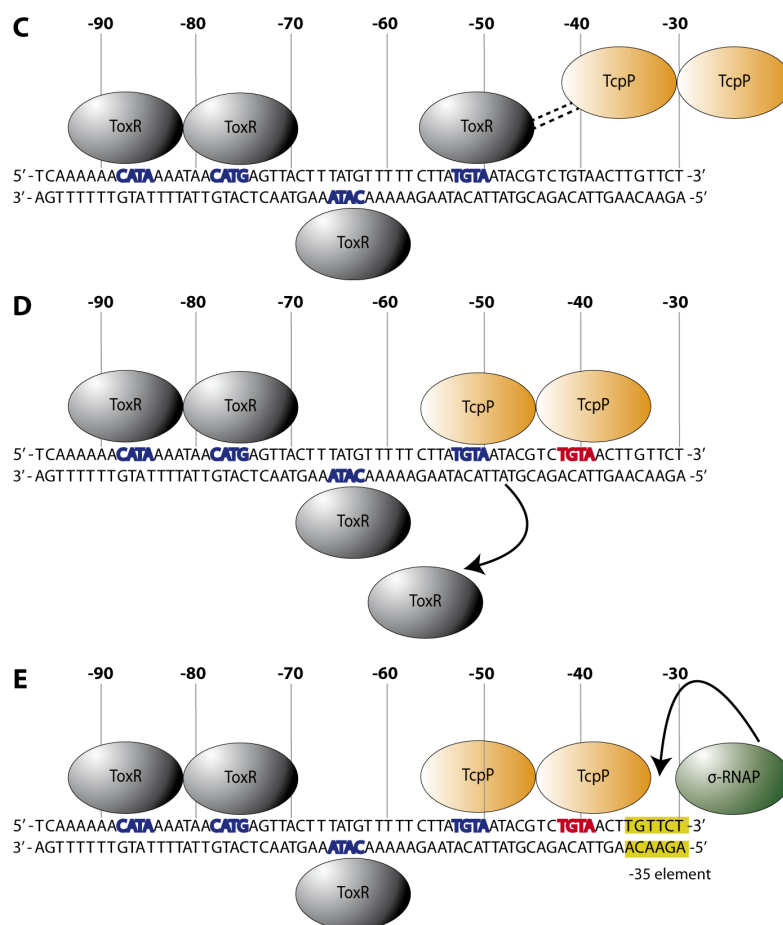 C
-90 -80 -70 -60 -50 -40 -30
TcpP TcpP
ToxR ToxR ToxR
5′-TCAAAAAACATAAAATAACATGAGTTACTTTATGTTTTTCTTATGTAATACGTCTGTAACTTGTTCT-3′
3′-AGTTTTTTGTATTTTATTGTACTCAATGAAATACAAAAAGAATACATTATGCAGACATTGAACAAGA-5′
ToxR
D
-90 -80 -70 -60 -50 -40 -30
ToxR ToxR TcpP TcpP
5′-TCAAAAAACATAAAATAACATGAGTTACTTTATGTTTTTCTTATGTAATACGTCTGTAACTTGTTCT-3′
3′-AGTTTTTTGTATTTTATTGTACTCAATGAAATACAAAAAGAATACATTATGCAGACATTGAACAAGA-5′
ToxR
ToxR
E
-90 -80 -70 -60 -50 -40 -30
ToxR ToxR TcpP TcpP σ-RNAP
5′-TCAAAAAACATAAAATAACATGAGTTACTTTATGTTTTTCTTATGTAATACGTCTGTAACTTGTTCT-3′
3′-AGTTTTTTGTATTTTATTGTACTCAATGAAATACAAAAAGAATACATTATGCAGACATTGAACAAGA-5′
-35 element
ToxR